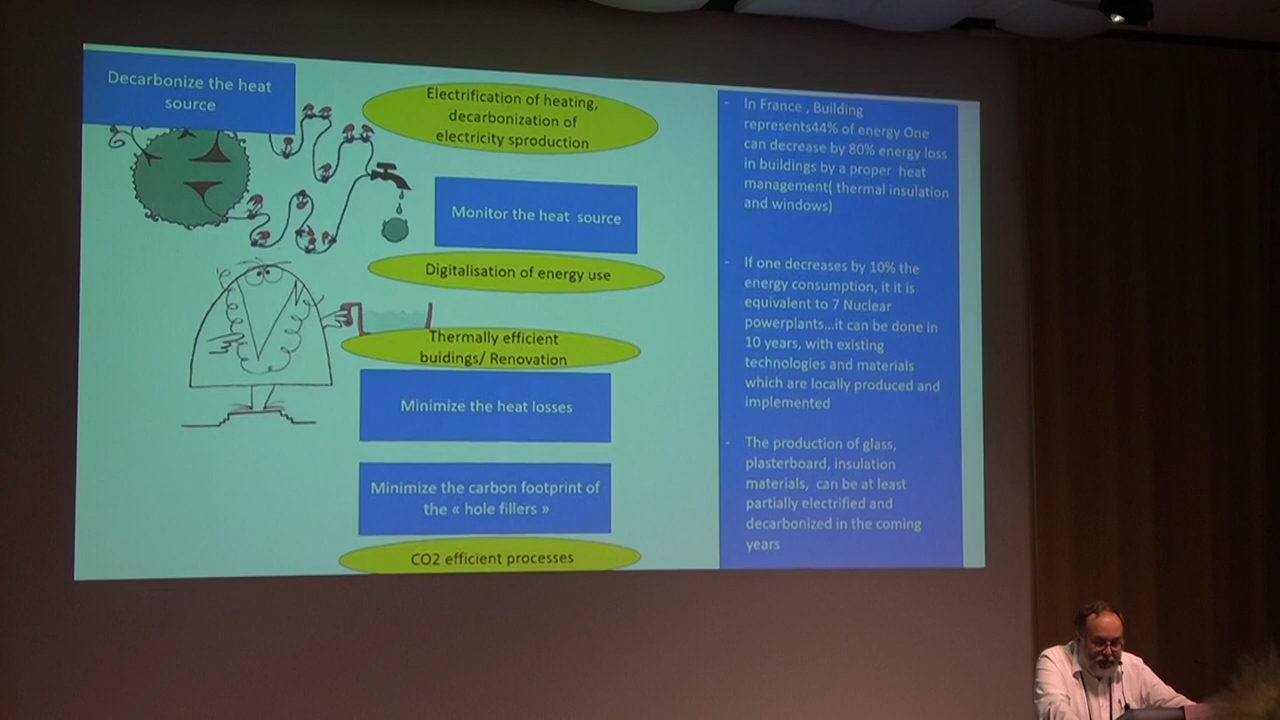 Decarbonize the heat
source
Electrification of heating,
decarbonization of
electricity sproduction
Monitor the heat source
Digitalisation of energy use
Thermally efficient
buidings/ Renovation
Minimize the heat losses
Minimize the carbon footprint of
the « hole fillers »
CO2 efficient processes
- In France , Building
represents44% of energy One
can decrease by 80% energy loss
in buildings by a proper heat
management( thermal insulation
and windows)
- If one decreases by 10% the
energy consumption, it it is
equivalent to 7 Nuclear
powerplants...it can be done in
10 years, with existing
technologies and materials
which are locally produced and
implemented
- The production of glass,
plasterboard, insulation
materials, can be at least
partially electrified and
decarbonized in the coming
years